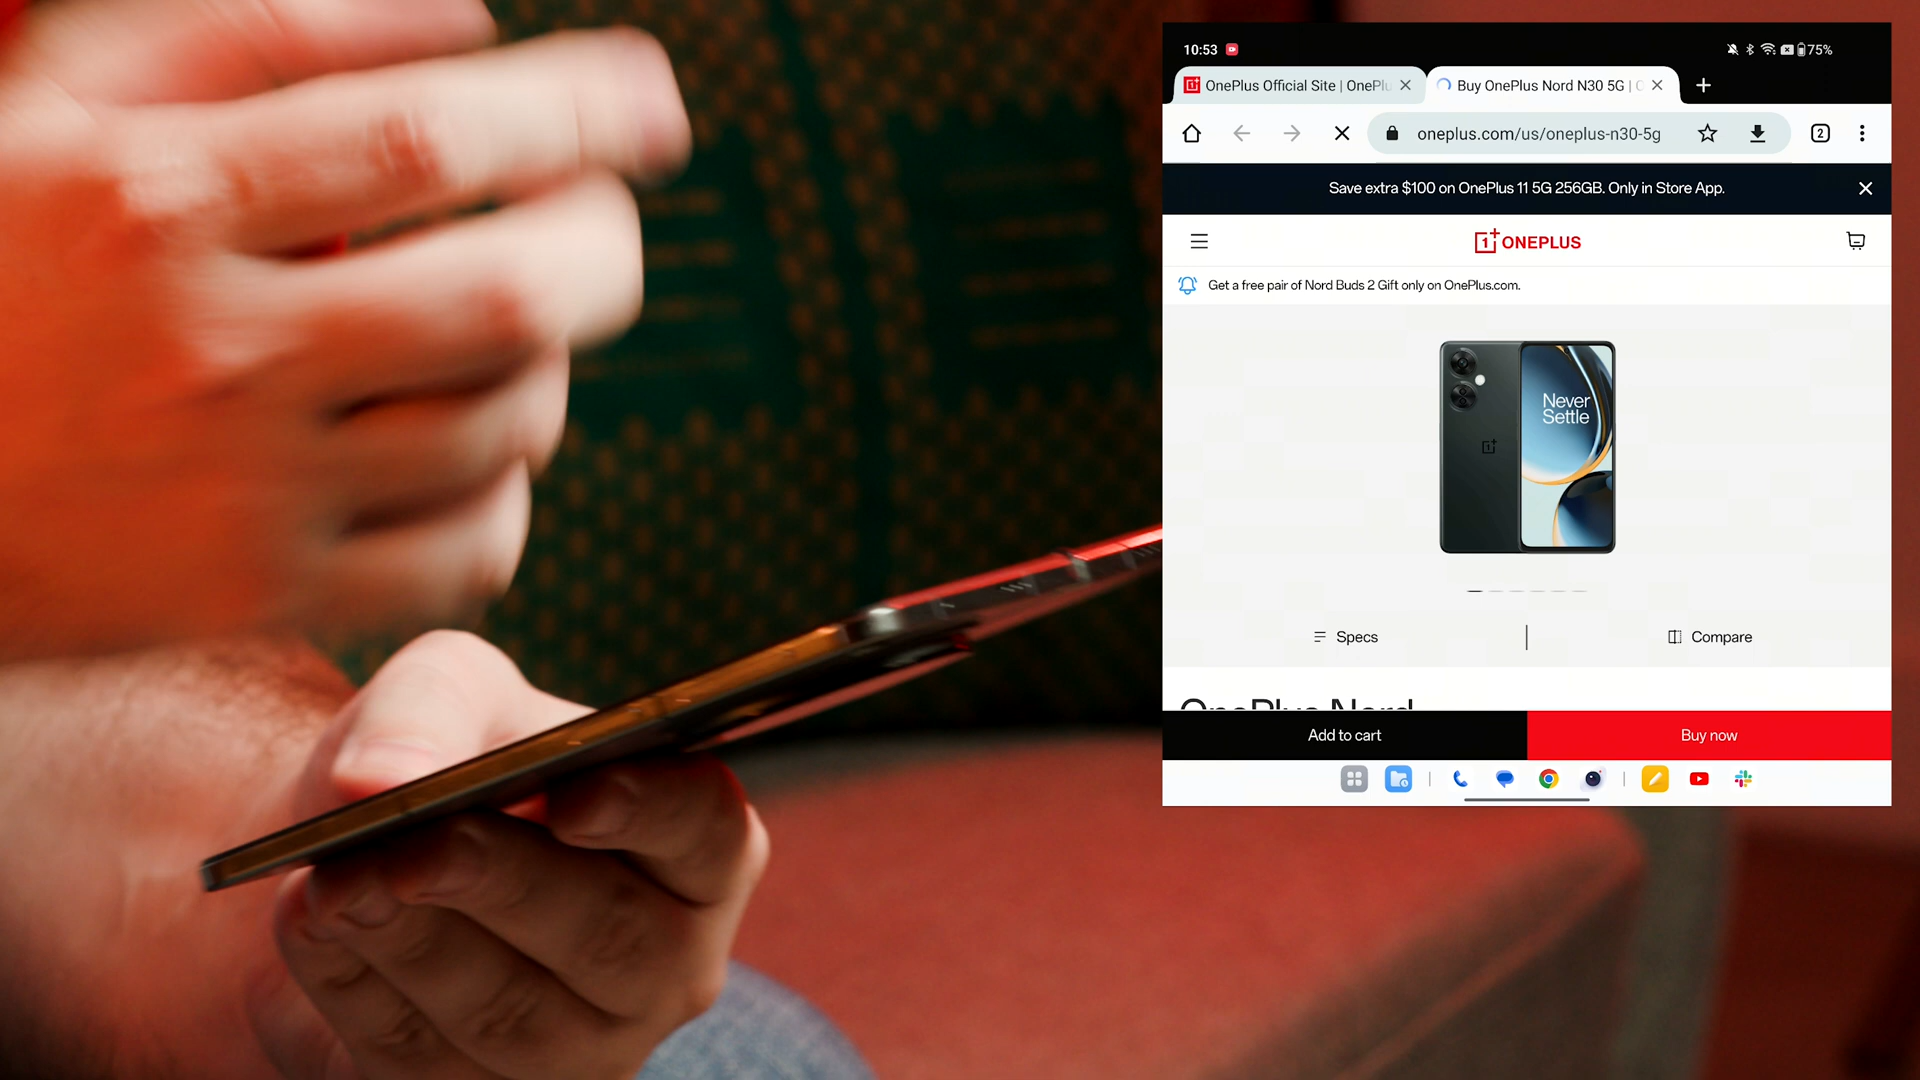 10:53
75%
OnePlus Official Site | OnePlu
Buy OnePlus Nord N30 5G |
oneplus.com/us/oneplus-n30-5g
2
Save extra $100 on OnePlus 11 5G 256GB. Only in Store App.
ONEPLUS
Get a free pair of Nord Buds 2 Gift only on OnePlus.com.
Never
Settle
Specs
Compare
OnePlus Nord
Add to cart
Buy now